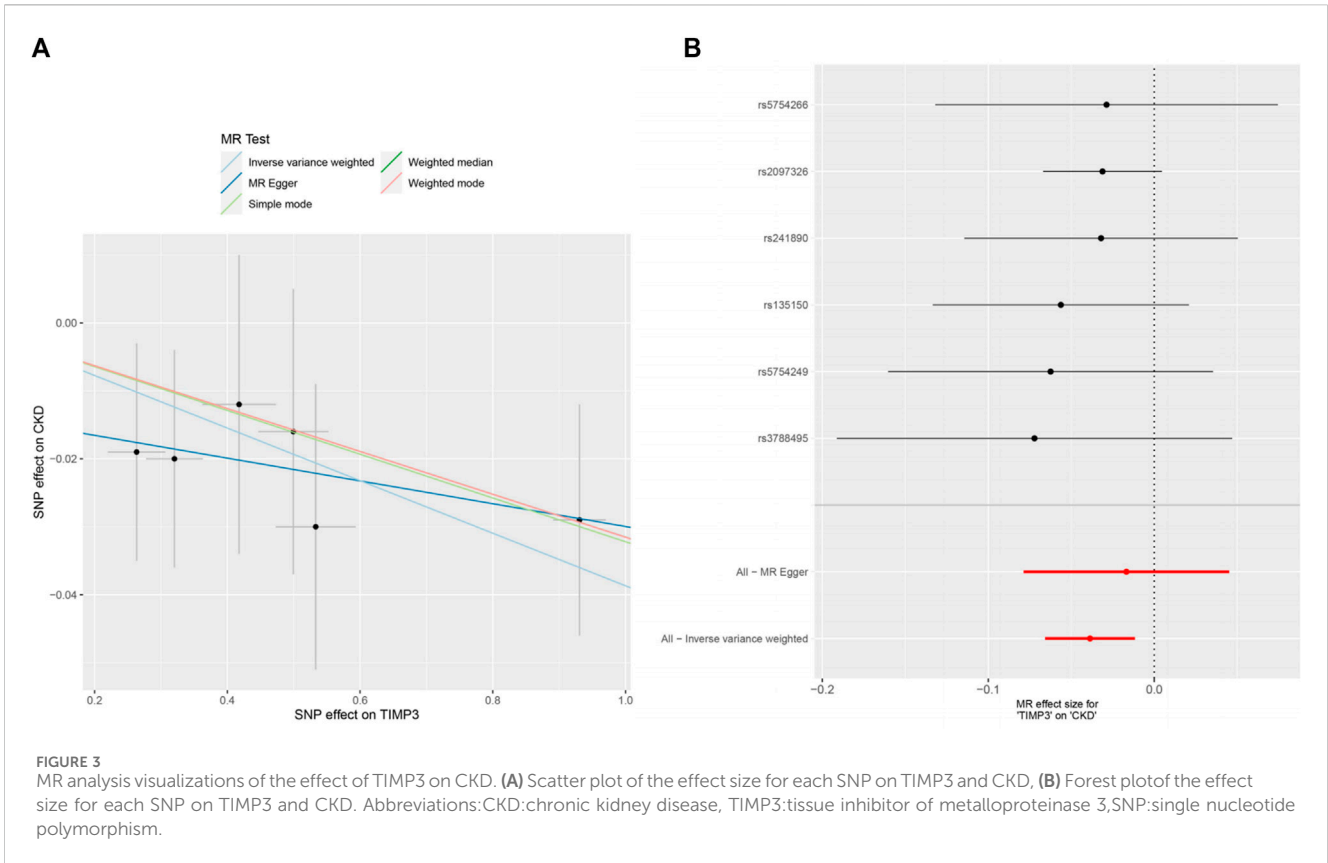 A
MR Test
Inverse variance weighted
Weighted median
MR Egger
Weighted mode
Simple mode
SNP effect on CKD
0.00
−0.02
−0.04
0.2
0.4
0.6
0.8
1.0
SNP effect on TIMP3
B
rs5754266
rs2097326
rs241890
rs135150
rs5754249
rs3788495
All − MR Egger
All − Inverse variance weighted
−0.2
−0.1
0.0
MR effect size for
'TIMP3' on 'CKD'
FIGURE 3
MR analysis visualizations of the effect of TIMP3 on CKD. (A) Scatter plot of the effect size for each SNP on TIMP3 and CKD, (B) Forest plotof the effect
size for each SNP on TIMP3 and CKD. Abbreviations:CKD:chronic kidney disease, TIMP3:tissue inhibitor of metalloproteinase 3,SNP:single nucleotide
polymorphism.